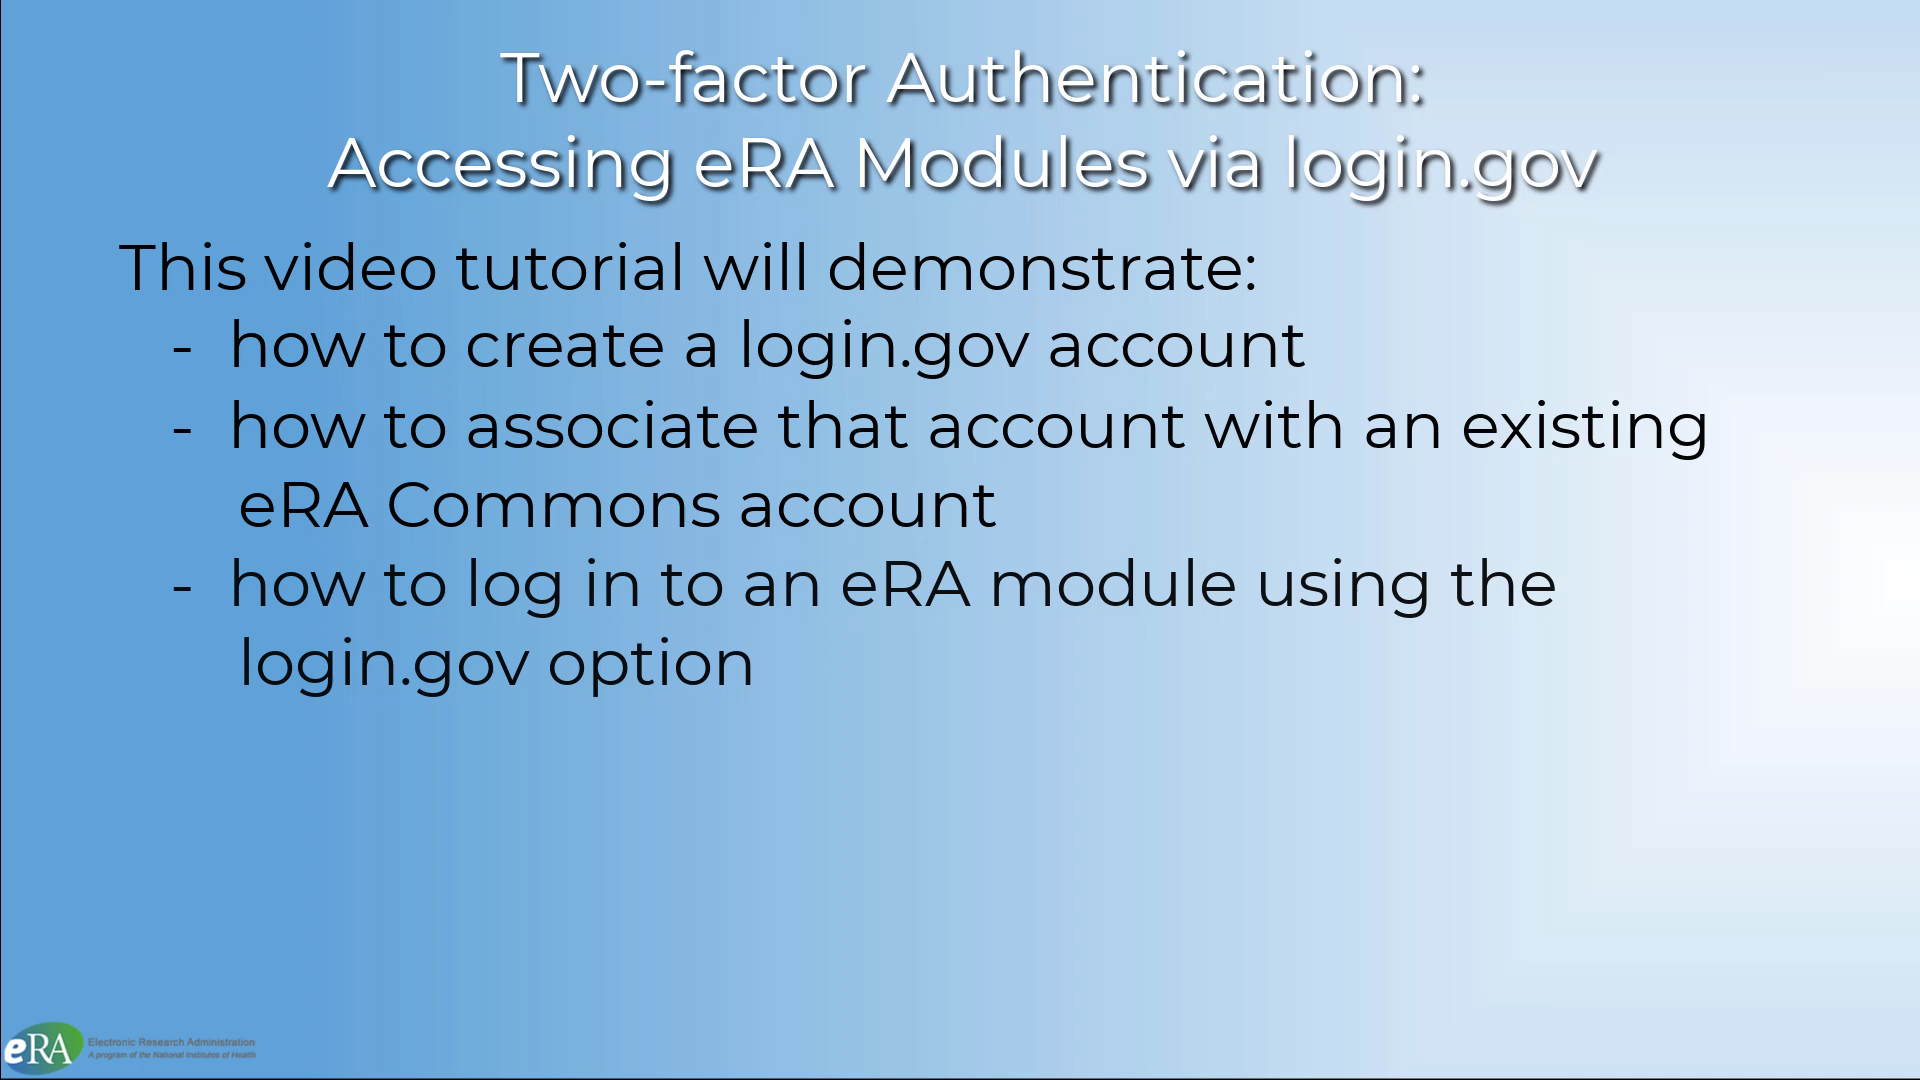 Two-factor Authentication:
Accessing eRA Modules via login.gov
This video tutorial will demonstrate:
- how to create a login.gov account
- how to associate that account with an existing
eRA Commons account
- how to log in to an eRA module using the
login.gov option
eRA
Electronic Research Administration
A program of the National Institutes of Health